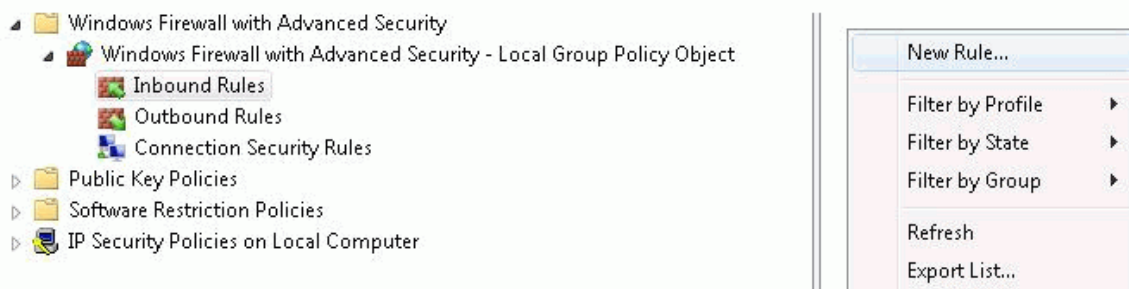 Windows Firewall with Advanced Security
Windows Firewall with Advanced Security - Local Group Policy Object
Inbound Rules
Outbound Rules
Connection Security Rules
Public Key Policies
Software Restriction Policies
IP Security Policies on Local Computer
New Rule...
Filter by Profile
Filter by State
Filter by Group
Refresh
Export List...